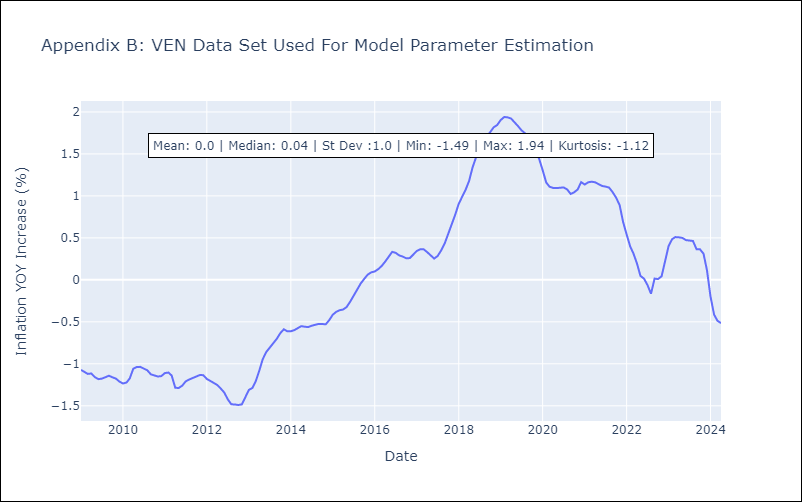 Appendix B: VEN Data Set Used For Model Parameter Estimation
Mean: 0.0 | Median: 0.04 | St Dev :1.0 | Min: -1.49 | Max: 1.94 | Kurtosis: -1.12
Inflation YOY Increase (%)
2
1.5
1
0.5
0
−0.5
−1
−1.5
2010 2012 2014 2016 2018 2020 2022 2024
Date